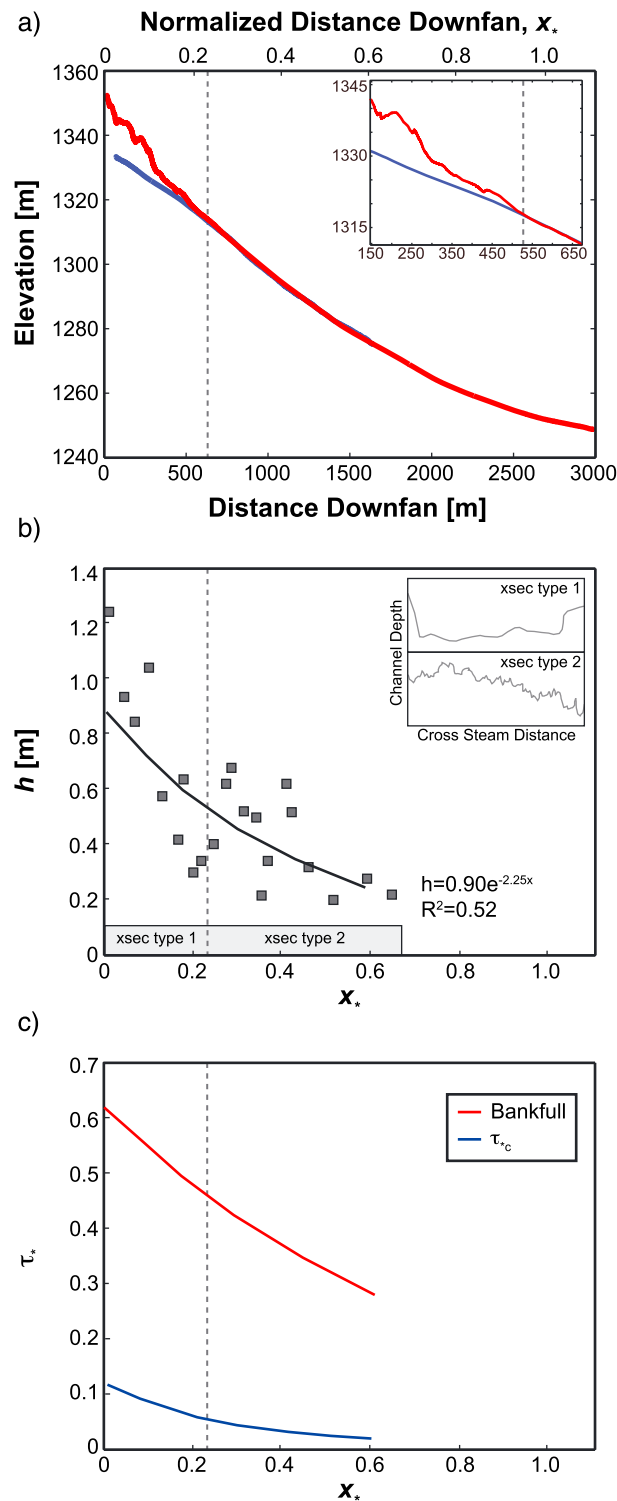 a)
Normalized Distance Downfan, x*
0 0.2 0.4 0.6 0.8 1.0
1360
1340
1320
1300
1280
1260
1240
Elevation [m]
1345
1330
1315
150 250 350 450 550 650
0 500 1000 1500 2000 2500 3000
Distance Downfan [m]
b)
1.4
1.2
1.0
0.8
0.6
0.4
0.2
0
h [m]
xsec type 1
xsec type 2
Channel Depth
Cross Steam Distance
h=0.90e-2.25x
R2=0.52
xsec type 1 xsec type 2
0 0.2 0.4 0.6 0.8 1.0
x*
c)
0.7
0.6
0.5
0.4
0.3
0.2
0.1
0
τ*
Bankfull
τ*c
0 0.2 0.4 0.6 0.8 1.0
x*